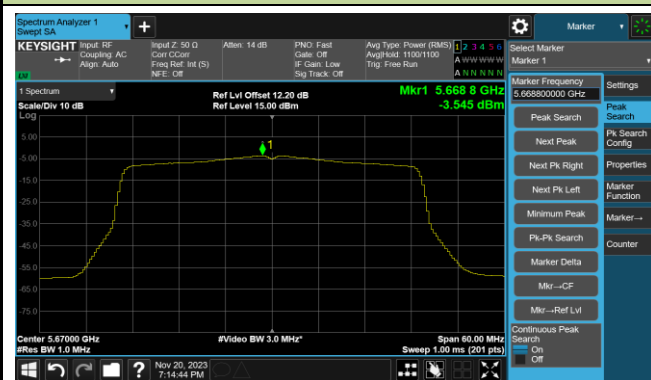 Spectrum Analyzer 1
Swept SA
Marker
KEYSIGHT
Input: RF
Coupling: AC
Align: Auto
Input Z: 50 Ω
Corr CCorr
Freq Ref: Int (S)
NFE: Off
Atten: 14 dB
PNO: Fast
Gate: Off
IF Gain: Low
Sig Track: Off
Avg Type: Power (RMS)
Avg|Hold: 1100/1100
Trig: Free Run
1 2 3 4 5 6
A W W W W W
A N N N N N
Select Marker
Marker 1
1 Spectrum
Scale/Div 10 dB
Log
Ref Lvl Offset 12.20 dB
Ref Level 15.00 dBm
Mkr1 5.668 8 GHz
-3.545 dBm
5.00
-5.00
-15.0
-25.0
-35.0
-45.0
-55.0
-65.0
-75.0
1
Center 5.67000 GHz
#Res BW 1.0 MHz
#Video BW 3.0 MHz*
Span 60.00 MHz
Sweep 1.00 ms (201 pts)
Marker Frequency
5.668800000 GHz
Peak Search
Next Peak
Next Pk Right
Next Pk Left
Minimum Peak
Pk-Pk Search
Marker Delta
Mkr→CF
Mkr→Ref Lvl
Continuous Peak
Search
On
Off
Settings
Peak
Search
Pk Search
Config
Properties
Marker
Function
Marker→
Counter
Nov 20, 2023
7:14:44 PM